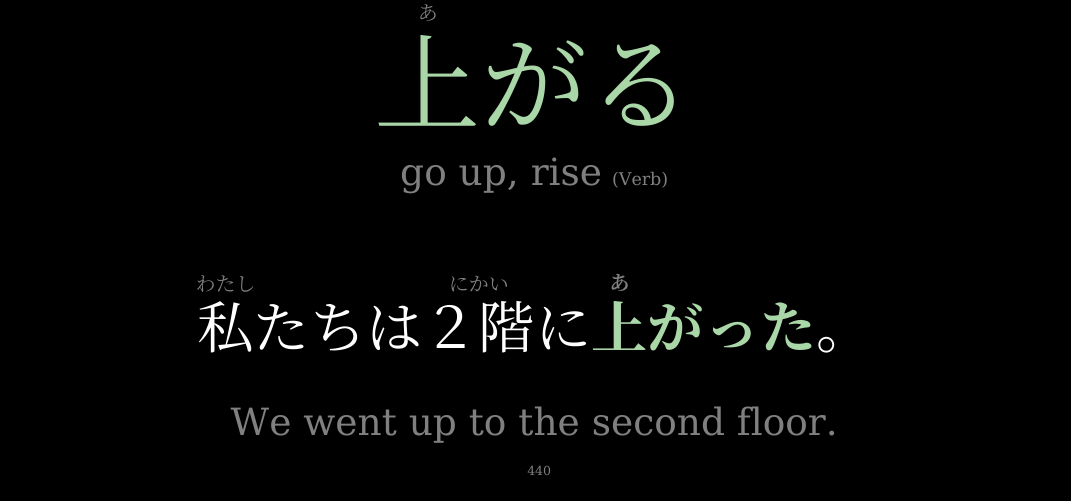 あ
上がる
go up, rise (Verb)
わたし にかい あ
私たちは２階に上がった。
We went up to the second floor.
440